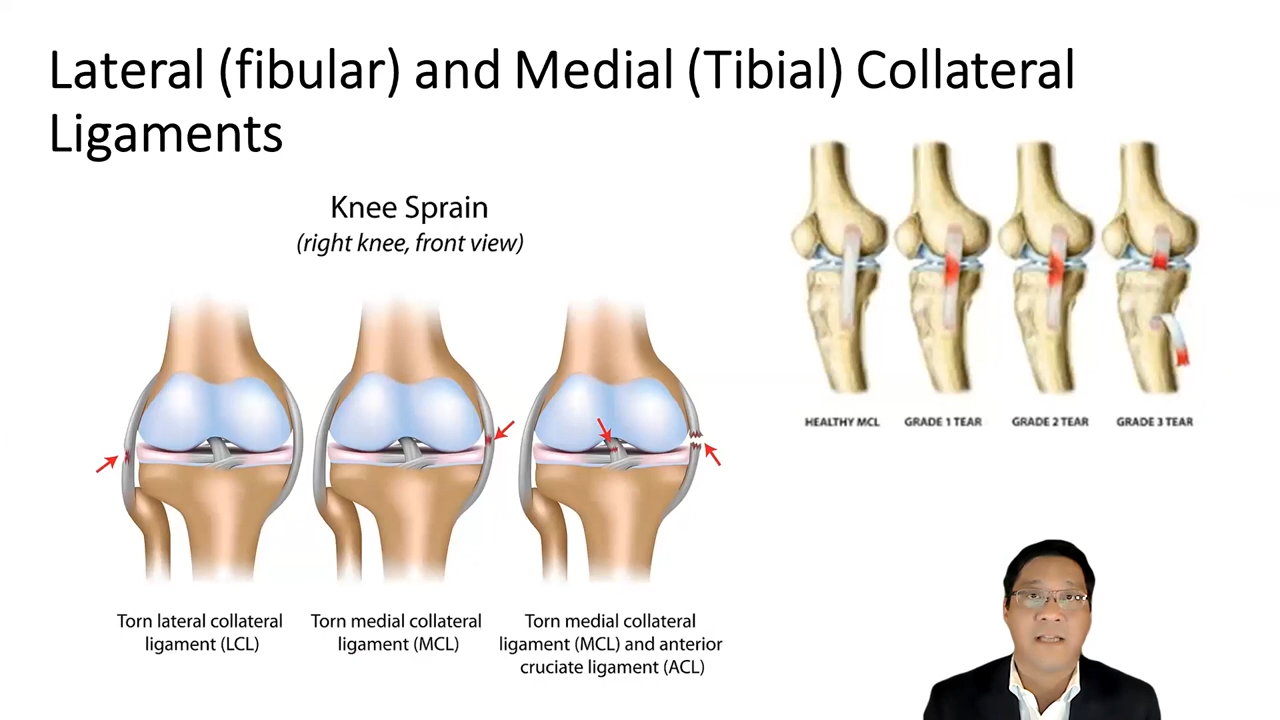 Lateral (fibular) and Medial (Tibial) Collateral
Ligaments
Knee Sprain
(right knee, front view)
HEALTHY MCL
GRADE 1 TEAR
GRADE 2 TEAR
GRADE 3 TEAR
Torn lateral collateral
ligament (LCL)
Torn medial collateral
ligament (MCL)
Torn medial collateral
ligament (MCL) and anterior
cruciate ligament (ACL)